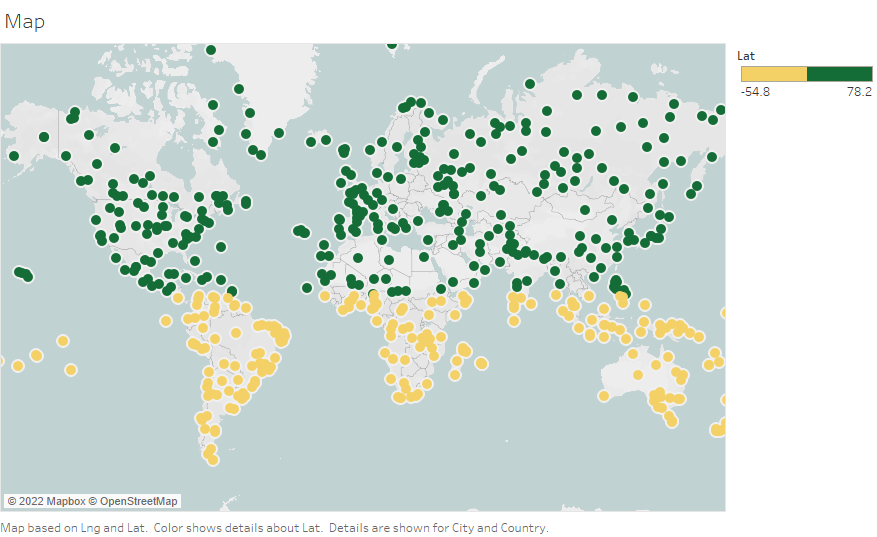 Map
Lat
-54.8 78.2
© 2022 Mapbox © OpenStreetMap
Map based on Lng and Lat. Color shows details about Lat. Details are shown for City and Country.